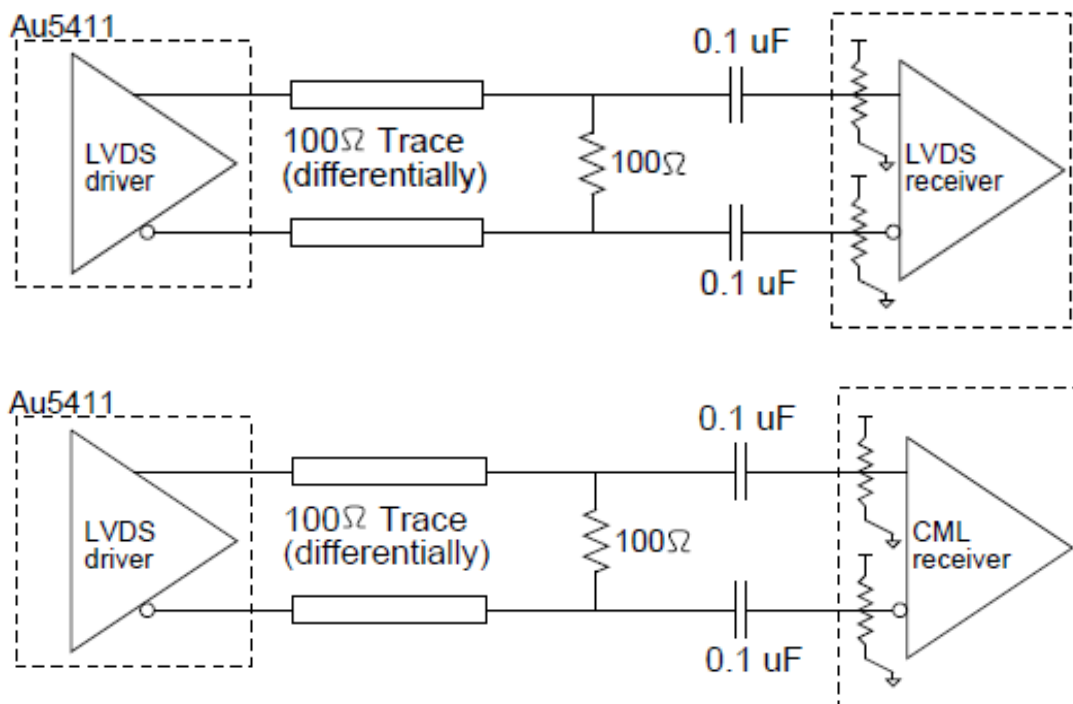 Au5411
0.1 uF
LVDS
driver
100Ω Trace
(differentially)
100Ω
LVDS
receiver
0.1 uF
Au5411
0.1 uF
LVDS
driver
100Ω Trace
(differentially)
100Ω
CML
receiver
0.1 uF